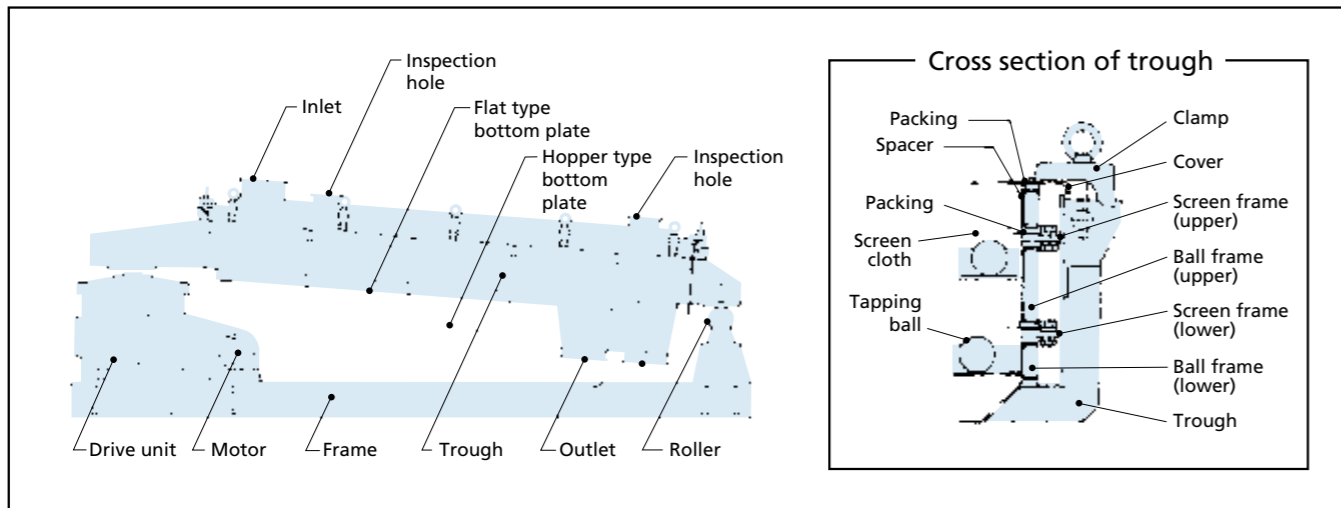 Inspection
hole
Inlet
Flat type
bottom plate
Hopper type
bottom
plate
Inspection
hole
Drive unit
Motor
Frame
Trough
Outlet
Roller
Cross section of trough
Packing
Spacer
Packing
Screen
cloth
Tapping
ball
Clamp
Cover
Screen frame
(upper)
Ball frame
(upper)
Screen frame
(lower)
Ball frame
(lower)
Trough